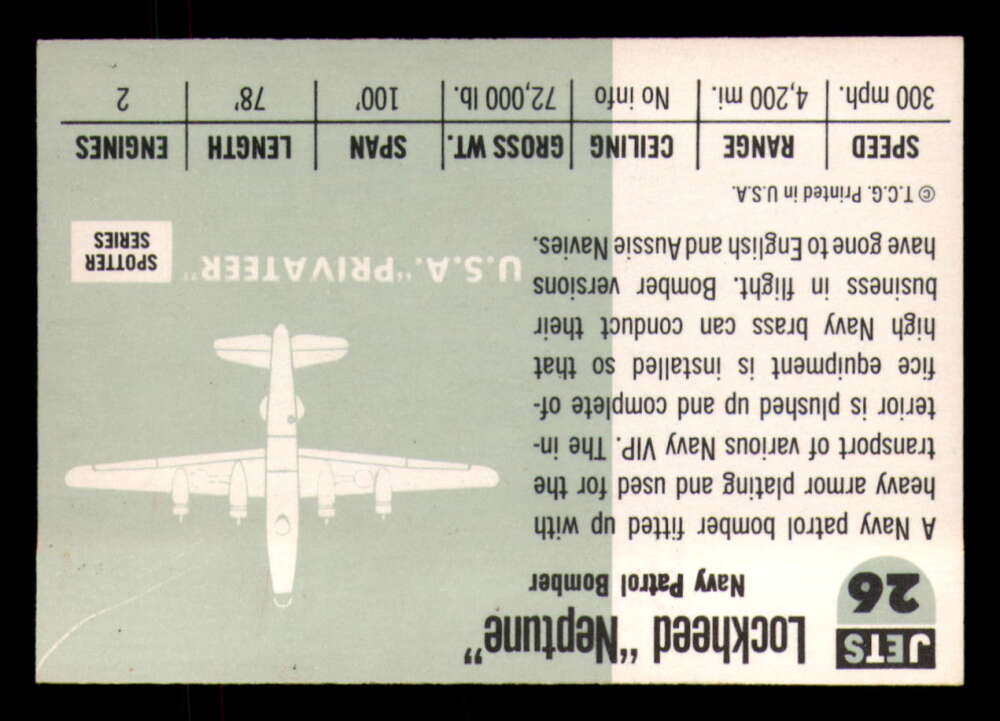 JETS
26
Lockheed "Neptune"
Navy Patrol Bomber
A Navy patrol bomber fitted up with
heavy armor plating and used for the
transport of various Navy VIP. The in-
terior is plushed up and complete of-
fice equipment is installed so that
high Navy brass can conduct their
business in flight. Bomber versions
have gone to English and Aussie Navies.
© T.C.G. Printed in U.S.A.
U.S.A. "PRIVATEER"
SPOTTER
SERIES
SPEED RANGE CEILING GROSS WT. SPAN LENGTH ENGINES
300 mph. 4,200 mi. No info 72,000 lb. 100' 78' 2